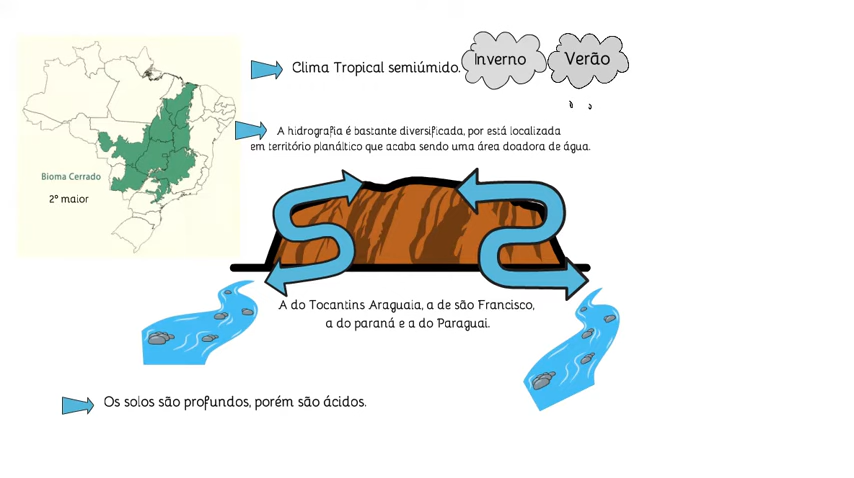 Clima Tropical semiúmido.
Inverno
Verão
A hidrografia é bastante diversificada, por está localizada
em território planáltico que acaba sendo uma área doadora de água.
Bioma Cerrado
2º maior
A do Tocantins Araguaia, a de são Francisco,
a do paraná e a do Paraguai.
Os solos são profundos, porém são ácidos.